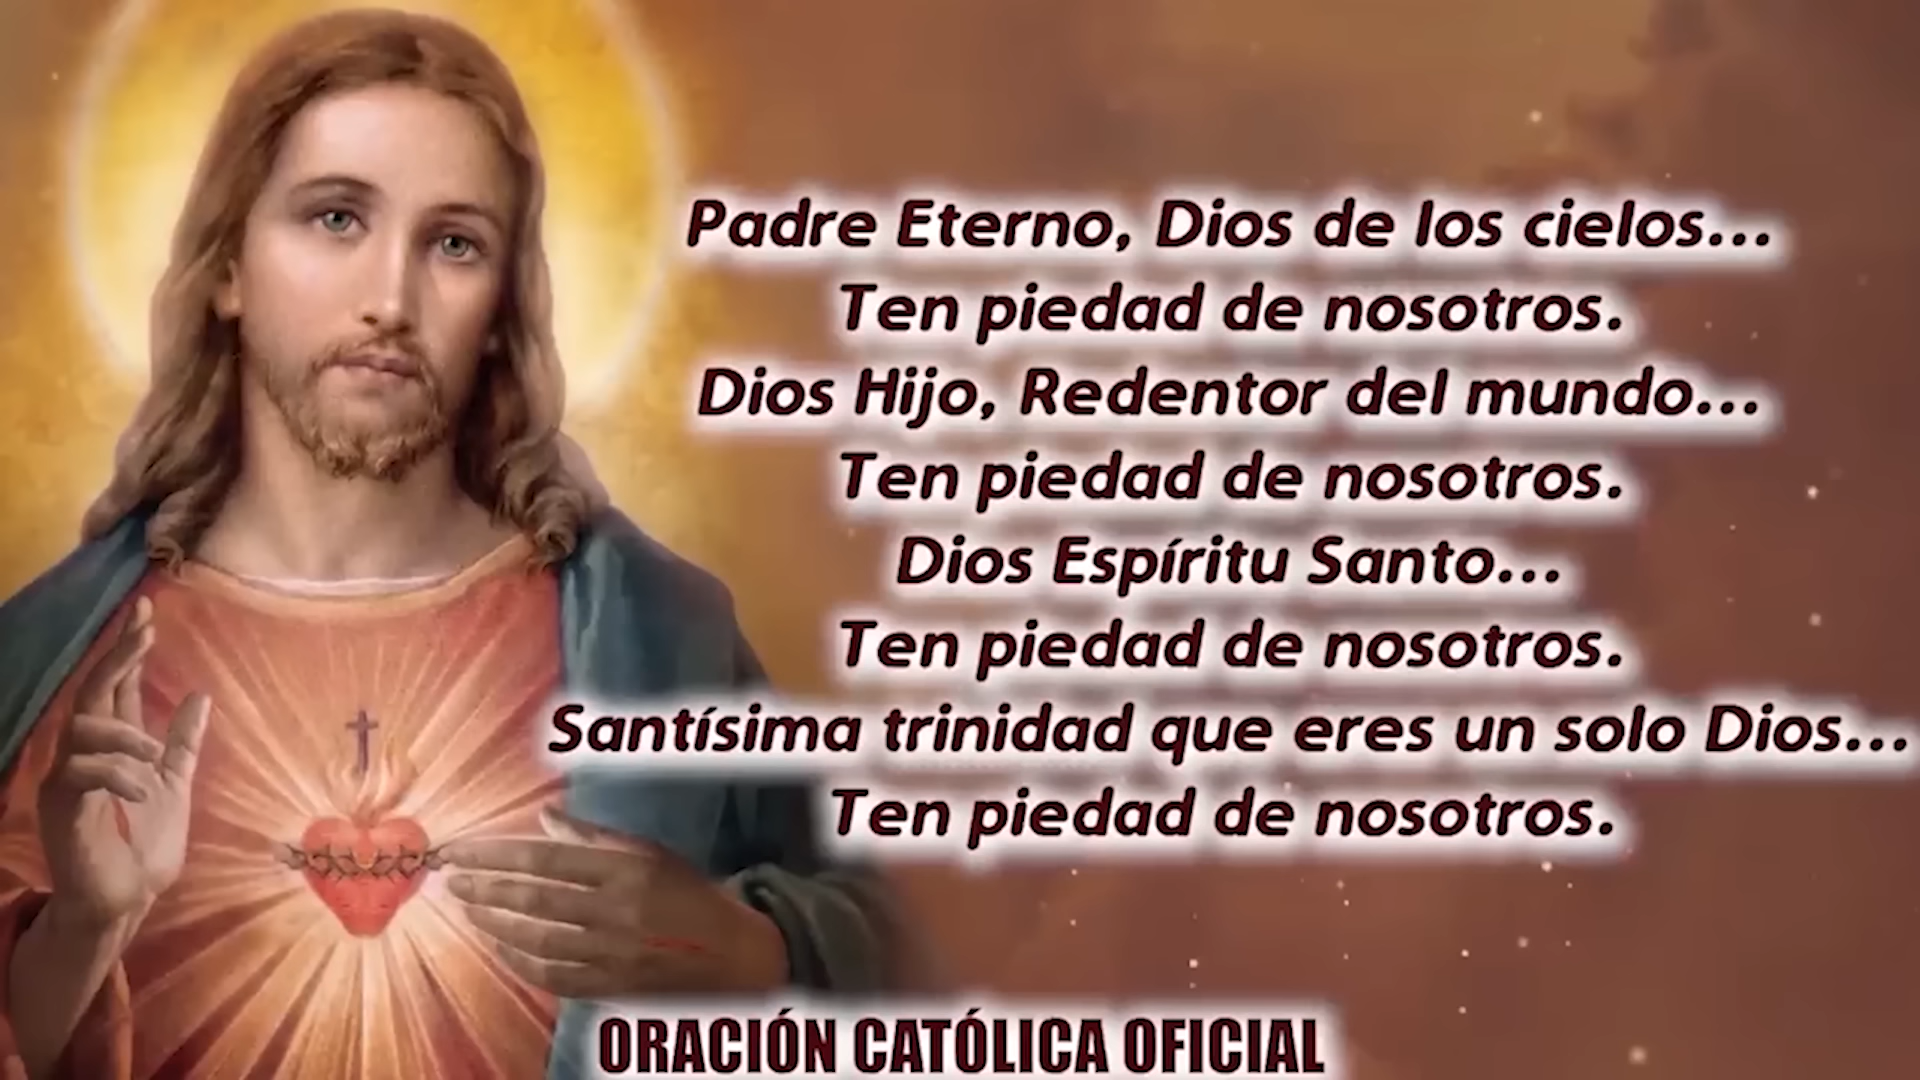 Padre Eterno, Dios de los cielos...
Ten piedad de nosotros.
Dios Hijo, Redentor del mundo...
Ten piedad de nosotros.
Dios Espíritu Santo...
Ten piedad de nosotros.
Santísima trinidad que eres un solo Dios...
Ten piedad de nosotros.
ORACIÓN CATÓLICA OFICIAL